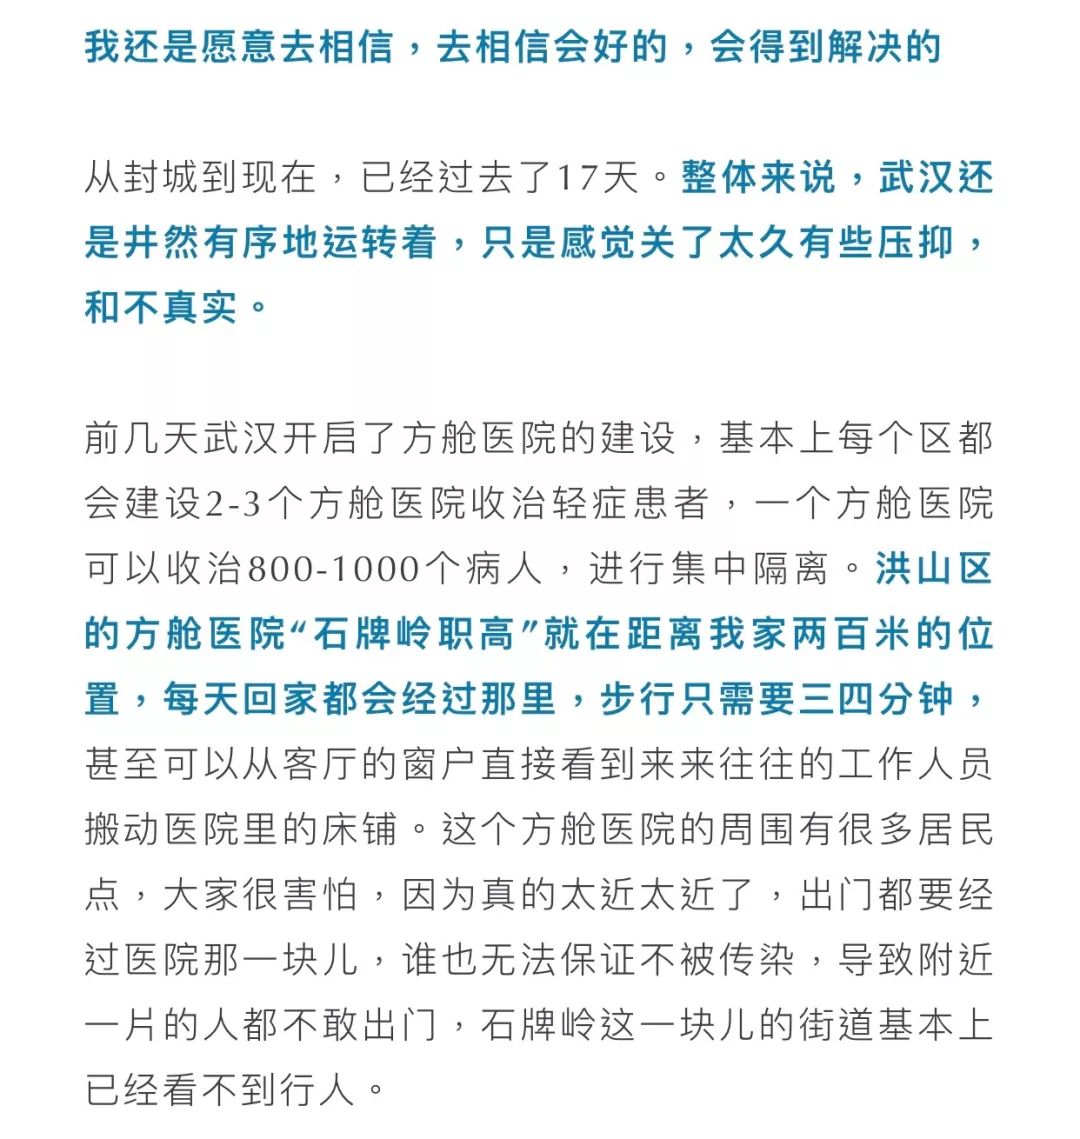 我还是愿意去相信，去相信会好的，会得到解决的
从封城到现在，已经过去了17天。整体来说，武汉还
是井然有序地运转着，只是感觉关了太久有些压抑，
和不真实。
前几天武汉开启了方舱医院的建设，基本上每个区都
会建设2-3个方舱医院收治轻症患者，一个方舱医院
可以收治800-1000个病人，进行集中隔离。洪山区
的方舱医院“石牌岭职高”就在距离我家两百米的位
置，每天回家都会经过那里，步行只需要三四分钟，
甚至可以从客厅的窗户直接看到来来往往的工作人员
搬动医院里的床铺。这个方舱医院的周围有很多居民
点，大家很害怕，因为真的太近太近了，出门都要经
过医院那一块儿，谁也无法保证不被传染，导致附近
一片的人都不敢出门，石牌岭这一块儿的街道基本上
已经看不到行人。